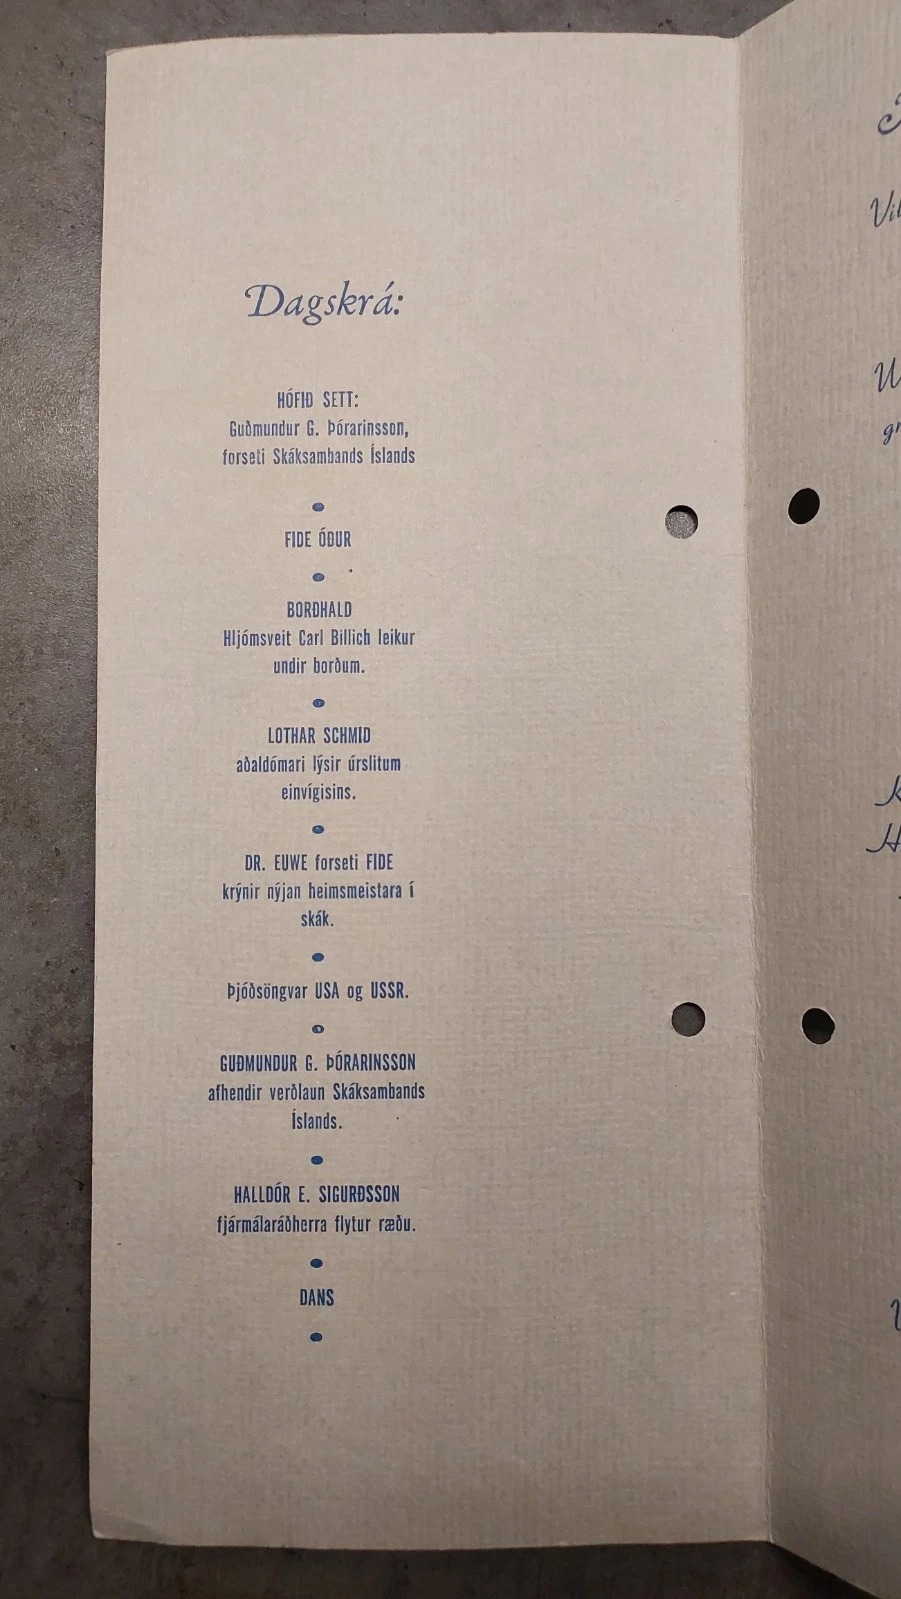 Dagskrá:
HÓFIÐ SETT:
Guðmundur G. Þórarinsson,
forseti Skáksambands Íslands
FIDE ÓÐUR
BORÐHALD
Hljómsveit Carl Billich leikur
undir borðum.
LOTHAR SCHMID
aðaldómari lýsir úrslitum
einvígisins.
DR. EUWE forseti FIDE
krýnir nýjan heimsmeistara í
skák.
Þjóðsöngvar USA og USSR.
GUÐMUNDUR G. ÞÓRARINSSON
afhendir verðlaun Skáksambands
Íslands.
HALLDÓR E. SIGURÐSSON
fjármálaráðherra flytur ræðu.
DANS